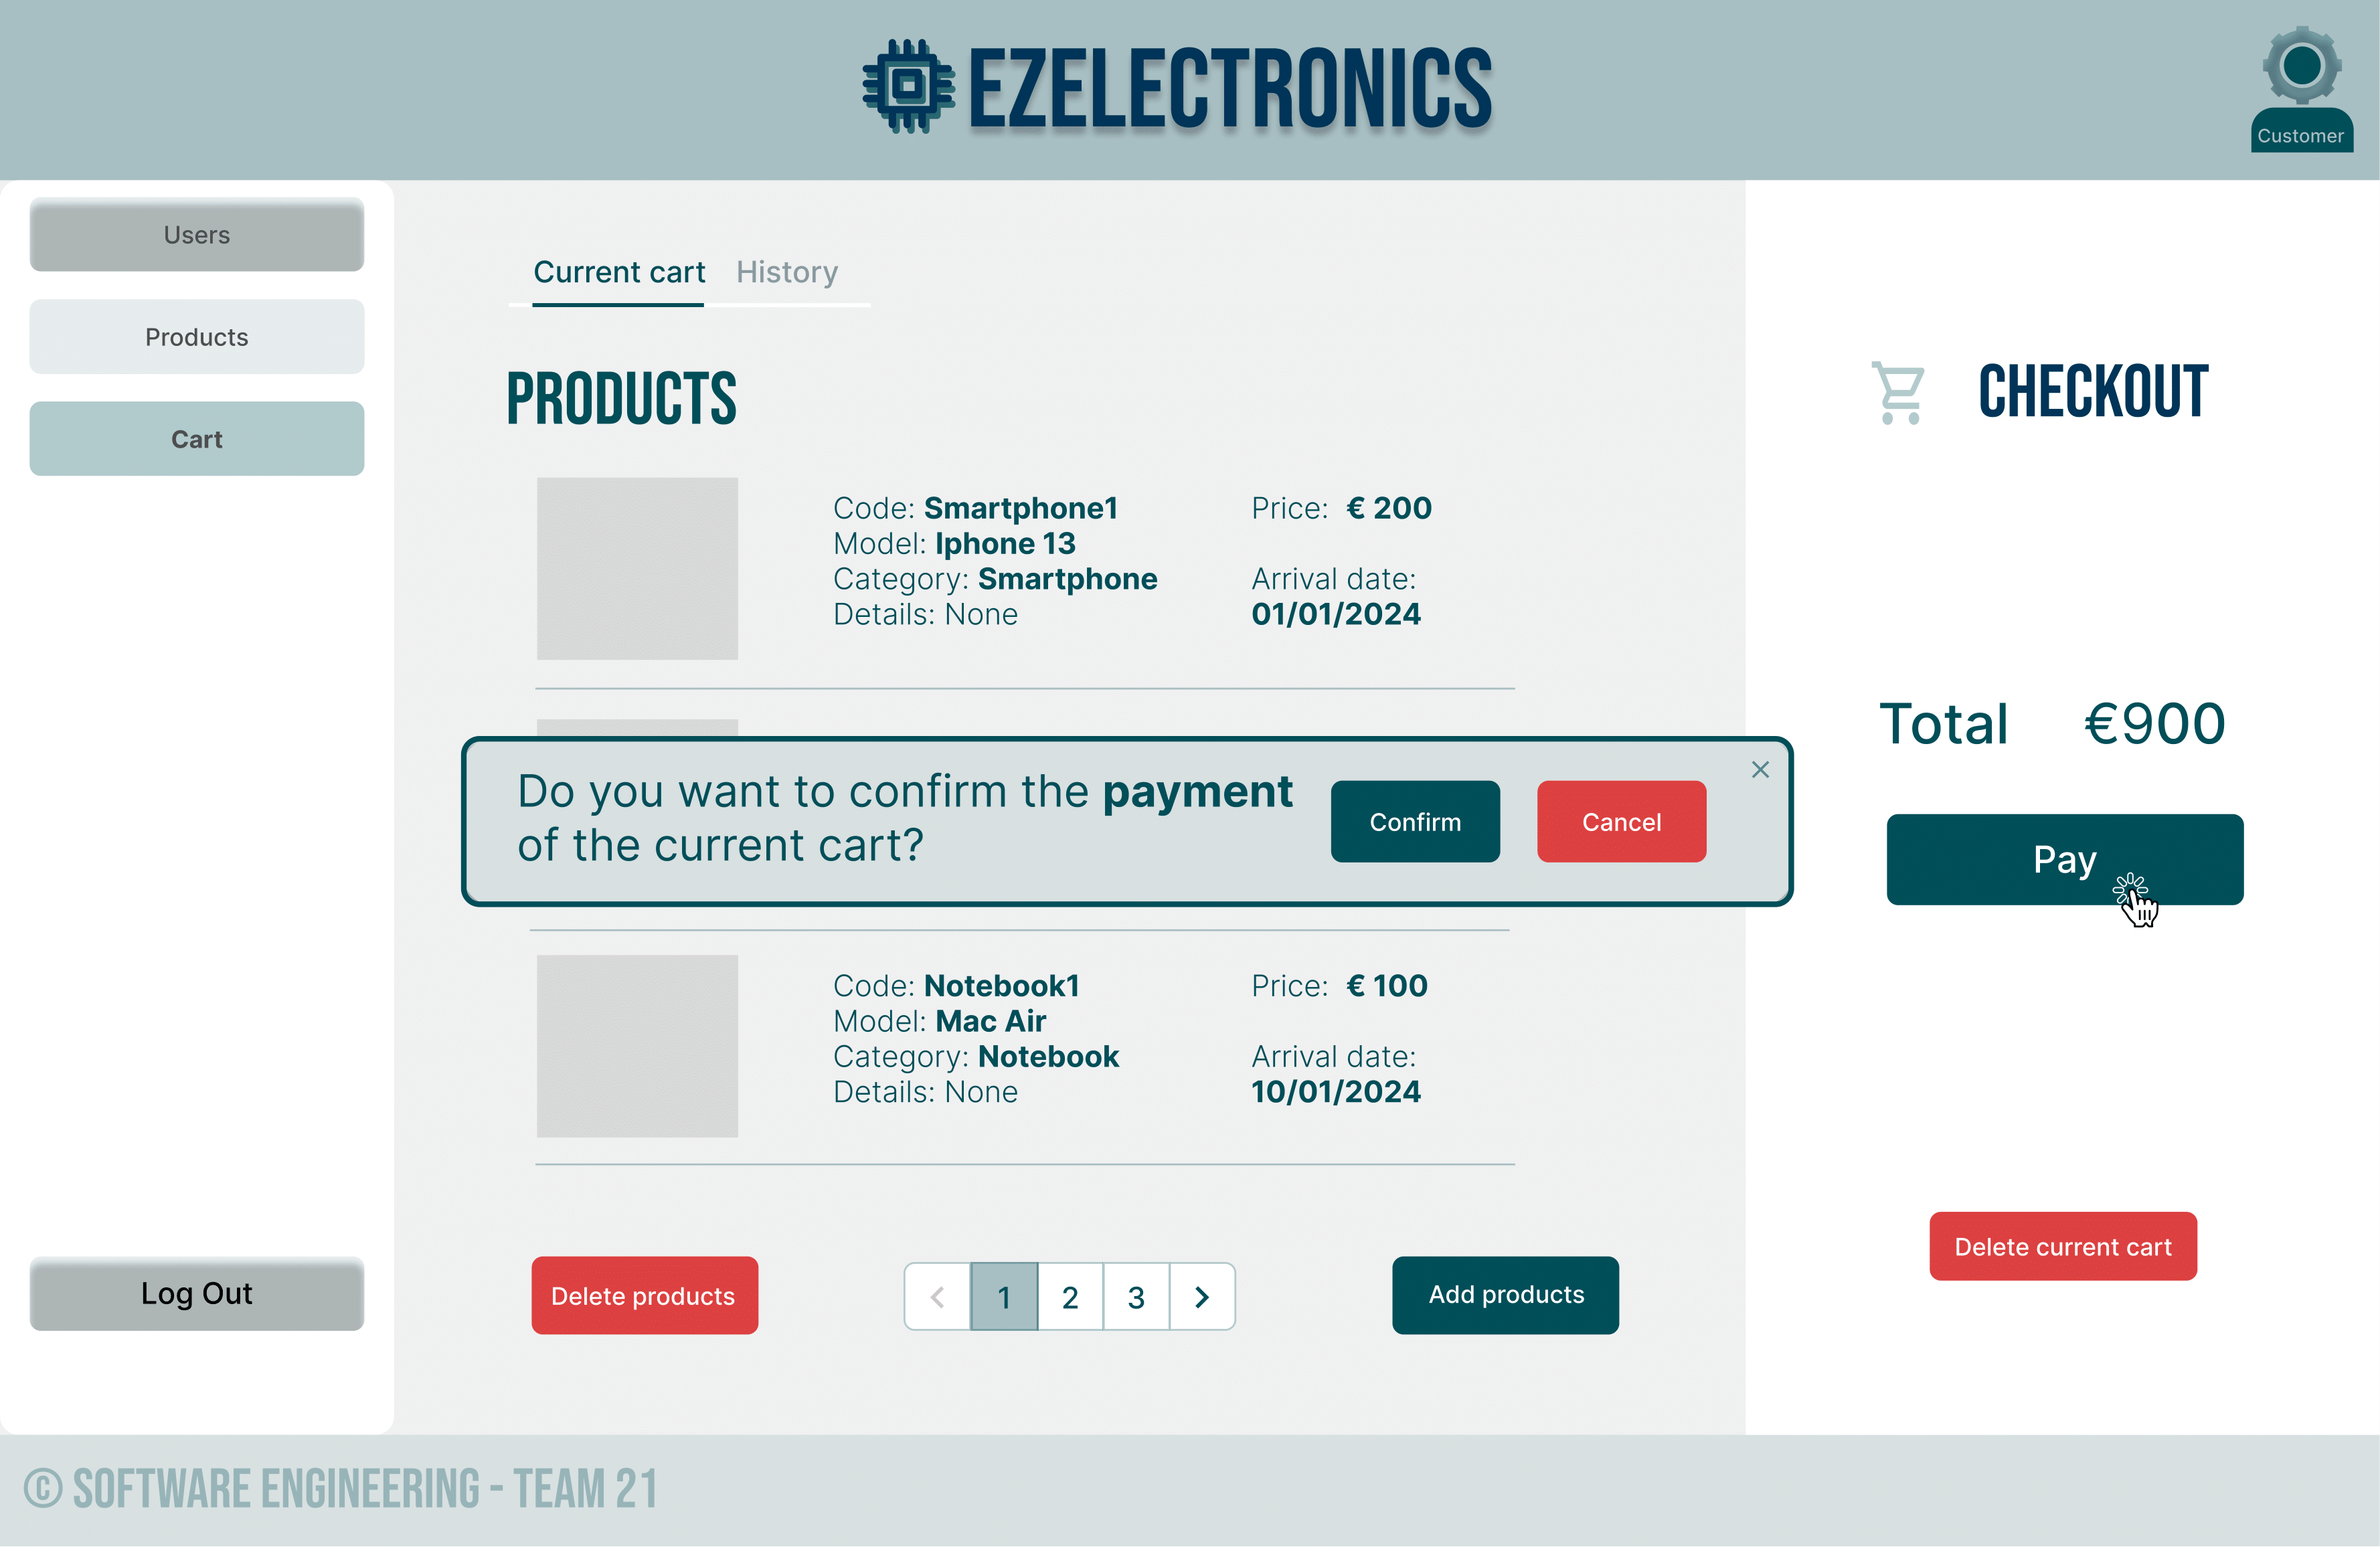 EZELECTRONICS
Customer
Users
Products
Cart
Log Out
Current cart
History
PRODUCTS
Code: Smartphone1
Model: Iphone 13
Category: Smartphone
Details: None
Price: € 200
Arrival date:
01/01/2024
Do you want to confirm the payment
of the current cart?
Confirm
Cancel
Code: Notebook1
Model: Mac Air
Category: Notebook
Details: None
Price: € 100
Arrival date:
10/01/2024
Delete products
1
2
3
Add products
CHECKOUT
Total €900
Pay
Delete current cart
© SOFTWARE ENGINEERING - TEAM 21